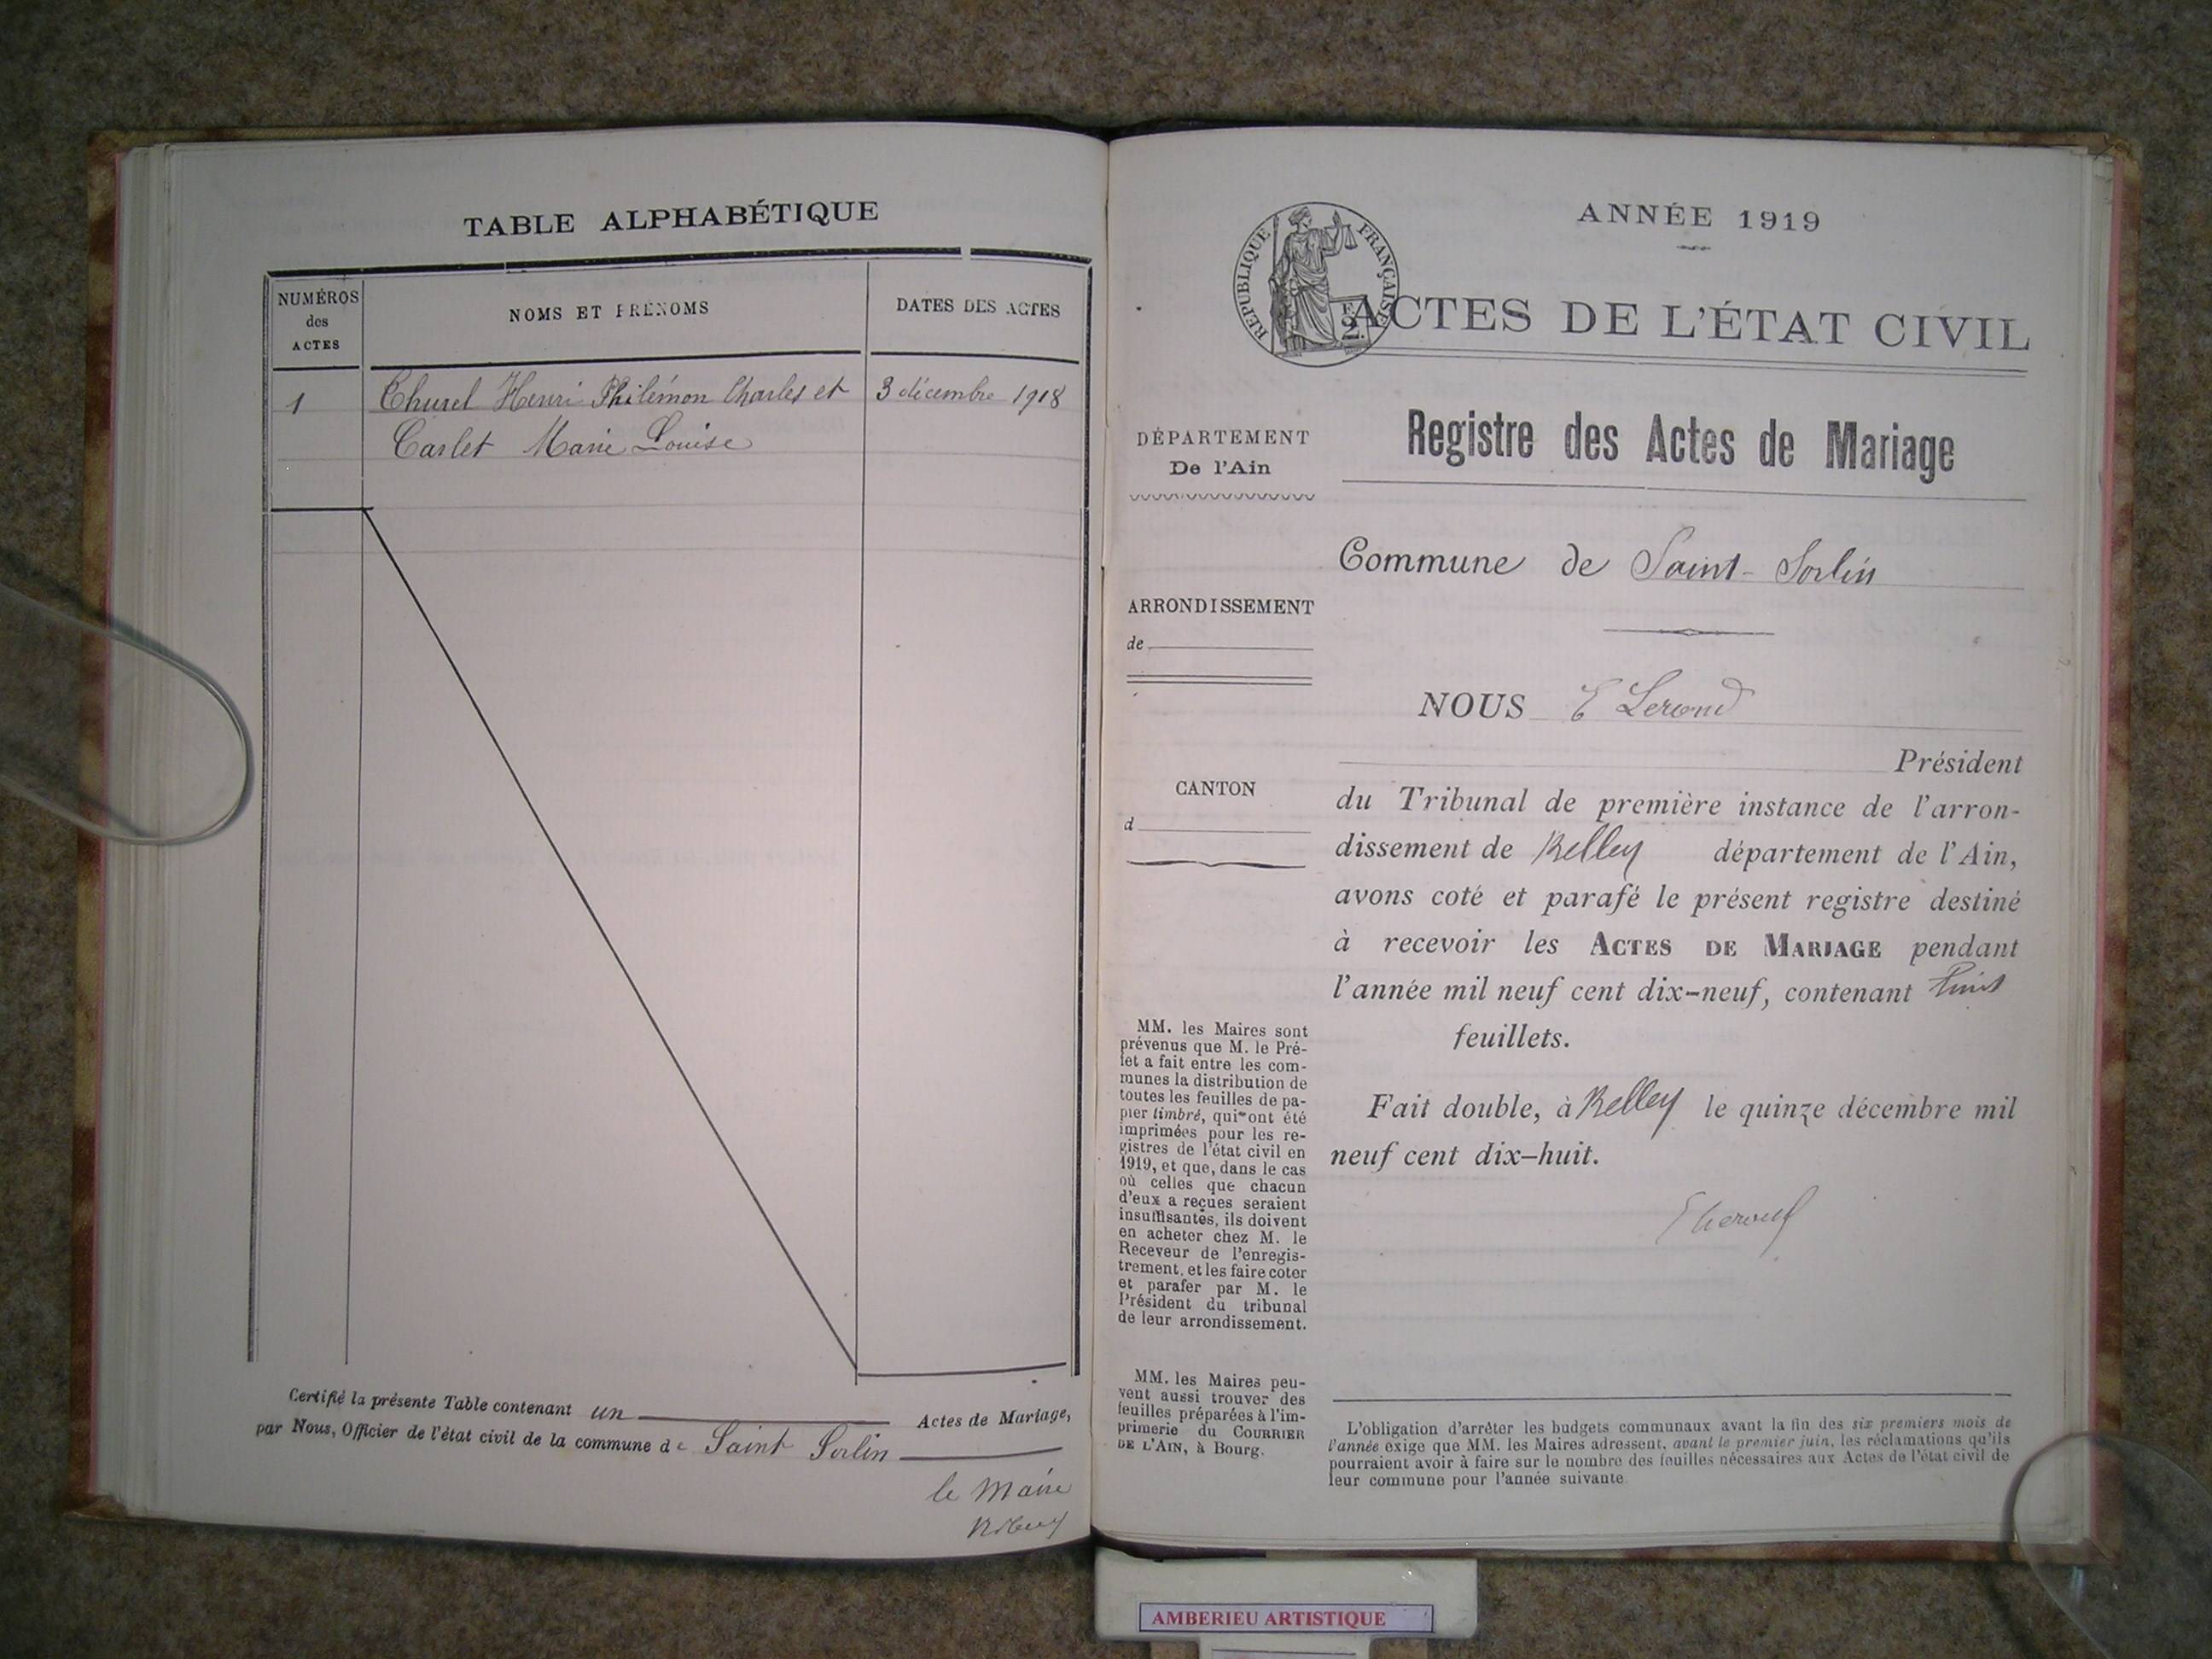 TABLE ALPHABÉTIQUE
NUMÉROS
des
ACTES
NOMS ET PRÉNOMS
DATES DES ACTES
1
Churel Henri Philémon Charles et
3 décembre 1918
Carlet Marie Louise
Certifié la présente Table contenant un Actes de Mariage,
par Nous, Officier de l'état civil de la commune de Saint Sorlin
le Maire
ANNÉE 1919
RÉPUBLIQUE FRANÇAISE
2
ACTES DE L'ÉTAT CIVIL
Registre des Actes de Mariage
DÉPARTEMENT
De l'Ain
Commune de Saint-Sorlin
ARRONDISSEMENT
de
NOUS E Lerond
Président
CANTON
d
du Tribunal de première instance de l'arron-
dissement de Belley département de l'Ain,
avons coté et parafé le présent registre destiné
à recevoir les ACTES DE MARIAGE pendant
l'année mil neuf cent dix-neuf, contenant
feuillets.
Fait double, à Belley le quinze décembre mil
neuf cent dix-huit.
MM. les Maires sont
prévenus que M. le Pré-
fet a fait entre les com-
munes la distribution de
toutes les feuilles de pa-
pier timbré, qui ont été
imprimées pour les re-
gistres de l'état civil en
1919, et que, dans le cas
où celles que chacun
d'eux a reçues seraient
insuffisantes, ils doivent
en acheter chez M. le
Receveur de l'enregis-
trement, et les faire coter
et parafer par M. le
Président du tribunal
de leur arrondissement.
MM. les Maires peu-
vent aussi trouver des
feuilles préparées à l'im-
primerie du COURRIER
DE L'AIN, à Bourg.
L'obligation d'arrêter les budgets communaux avant la fin des six premiers mois de
l'année exige que MM. les Maires adressent, avant le premier juin, les réclamations qu'ils
pourraient avoir à faire sur le nombre des feuilles nécessaires aux Actes de l'état civil de
leur commune pour l'année suivante
AMBERIEU ARTISTIQUE